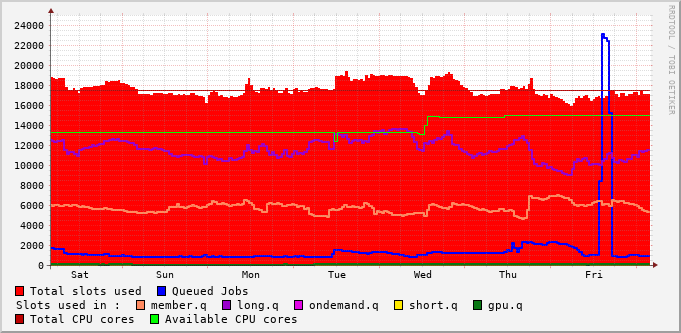 24000
22000
20000
18000
16000
14000
12000
10000
8000
6000
4000
2000
0
Sat Sun Mon Tue Wed Thu Fri
RRDTOOL / TOBI OETIKER
Total slots used Queued Jobs
Slots used in : member.q long.q ondemand.q short.q gpu.q
Total CPU cores Available CPU cores